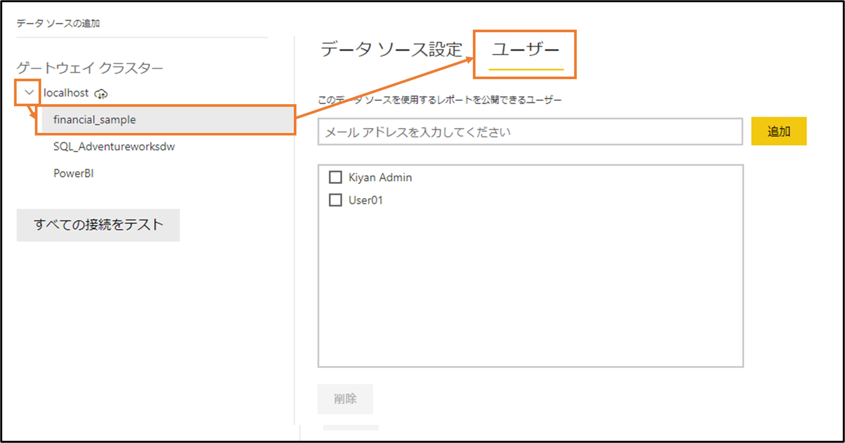 データ ソースの追加
ゲートウェイ クラスター
localhost
financial_sample
SQL_Adventureworksdw
PowerBI
すべての接続をテスト
データ ソース設定 ユーザー
このデータ ソースを使用するレポートを公開できるユーザー
メール アドレスを入力してください 追加
Kiyan Admin
User01
削除